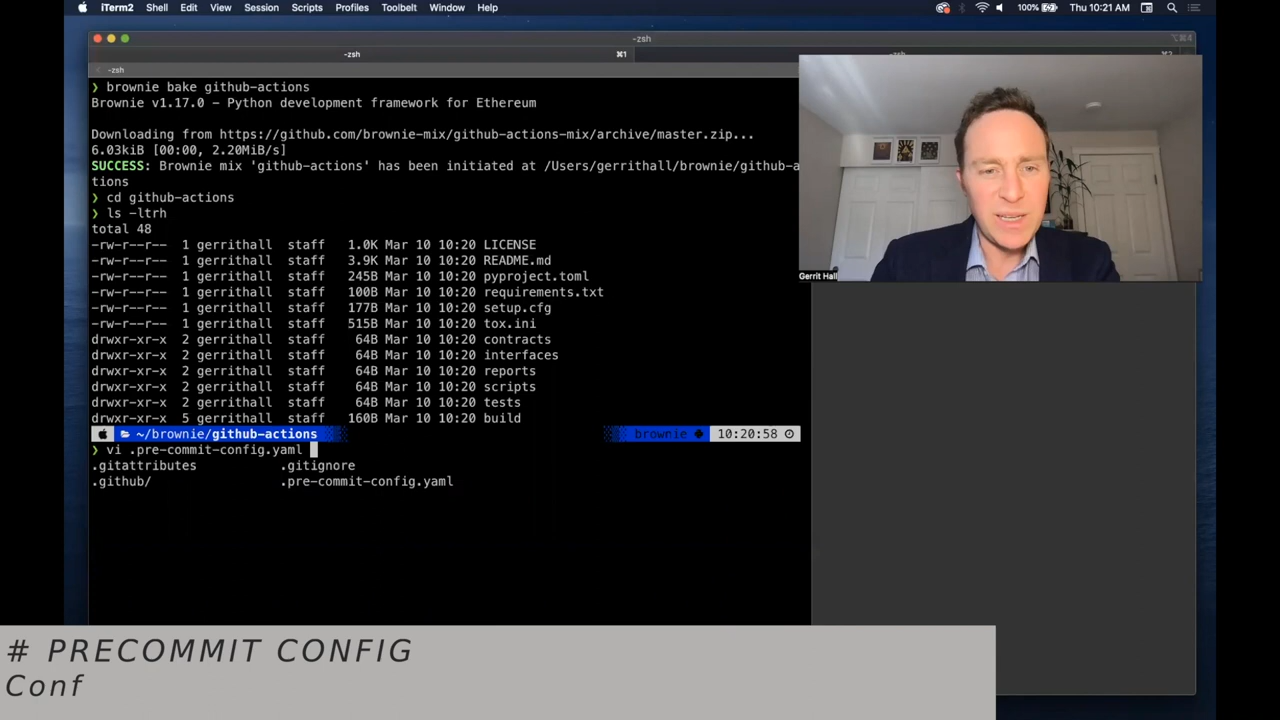 iTerm2 Shell Edit View Session Scripts Profiles Toolbelt Window Help 100% Thu 10:21 AM
-zsh
-zsh ⌘1 -zsh ⌘2
-zsh
❯ brownie bake github-actions
Brownie v1.17.0 - Python development framework for Ethereum
Downloading from https://github.com/brownie-mix/github-actions-mix/archive/master.zip...
6.03kiB [00:00, 2.20MiB/s]
SUCCESS: Brownie mix 'github-actions' has been initiated at /Users/gerrithall/brownie/github-a
ctions
❯ cd github-actions
❯ ls -ltrh
total 48
-rw-r--r-- 1 gerrithall staff 1.0K Mar 10 10:20 LICENSE
-rw-r--r-- 1 gerrithall staff 3.9K Mar 10 10:20 README.md
-rw-r--r-- 1 gerrithall staff 245B Mar 10 10:20 pyproject.toml
-rw-r--r-- 1 gerrithall staff 100B Mar 10 10:20 requirements.txt
-rw-r--r-- 1 gerrithall staff 177B Mar 10 10:20 setup.cfg
-rw-r--r-- 1 gerrithall staff 515B Mar 10 10:20 tox.ini
drwxr-xr-x 2 gerrithall staff 64B Mar 10 10:20 contracts
drwxr-xr-x 2 gerrithall staff 64B Mar 10 10:20 interfaces
drwxr-xr-x 2 gerrithall staff 64B Mar 10 10:20 reports
drwxr-xr-x 2 gerrithall staff 64B Mar 10 10:20 scripts
drwxr-xr-x 2 gerrithall staff 64B Mar 10 10:20 tests
drwxr-xr-x 5 gerrithall staff 160B Mar 10 10:20 build
~/brownie/github-actions brownie 10:20:58
❯ vi .pre-commit-config.yaml
.gitattributes .gitignore
.github/ .pre-commit-config.yaml
Gerrit Hall
# PRECOMMIT CONFIG
Conf